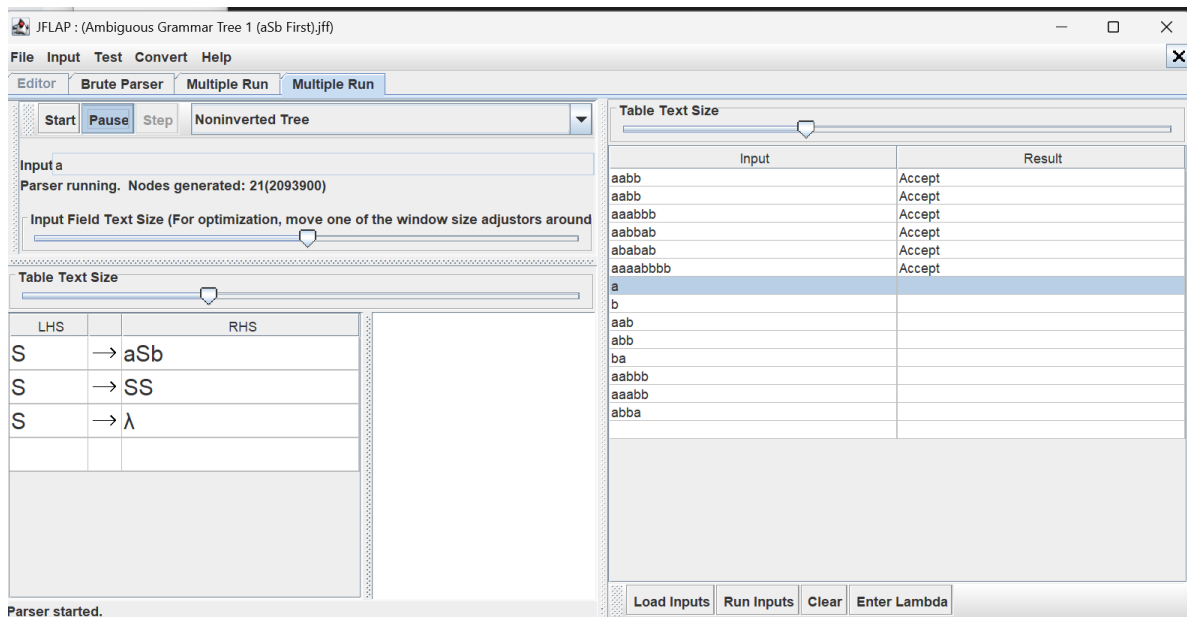 JFLAP : (Ambiguous Grammar Tree 1 (aSb First).jff)
File Input Test Convert Help
Editor Brute Parser Multiple Run Multiple Run
Start Pause Step Noninverted Tree
Input a
Parser running. Nodes generated: 21(2093900)
Input Field Text Size (For optimization, move one of the window size adjustors around
Table Text Size
LHS RHS
S → aSb
S → SS
S → λ
Parser started.
Table Text Size
Input Result
aabb Accept
aabb Accept
aaabbb Accept
aabbab Accept
ababab Accept
aaaabbbb Accept
a
b
aab
abb
ba
aabbb
aaabb
abba
Load Inputs Run Inputs Clear Enter Lambda